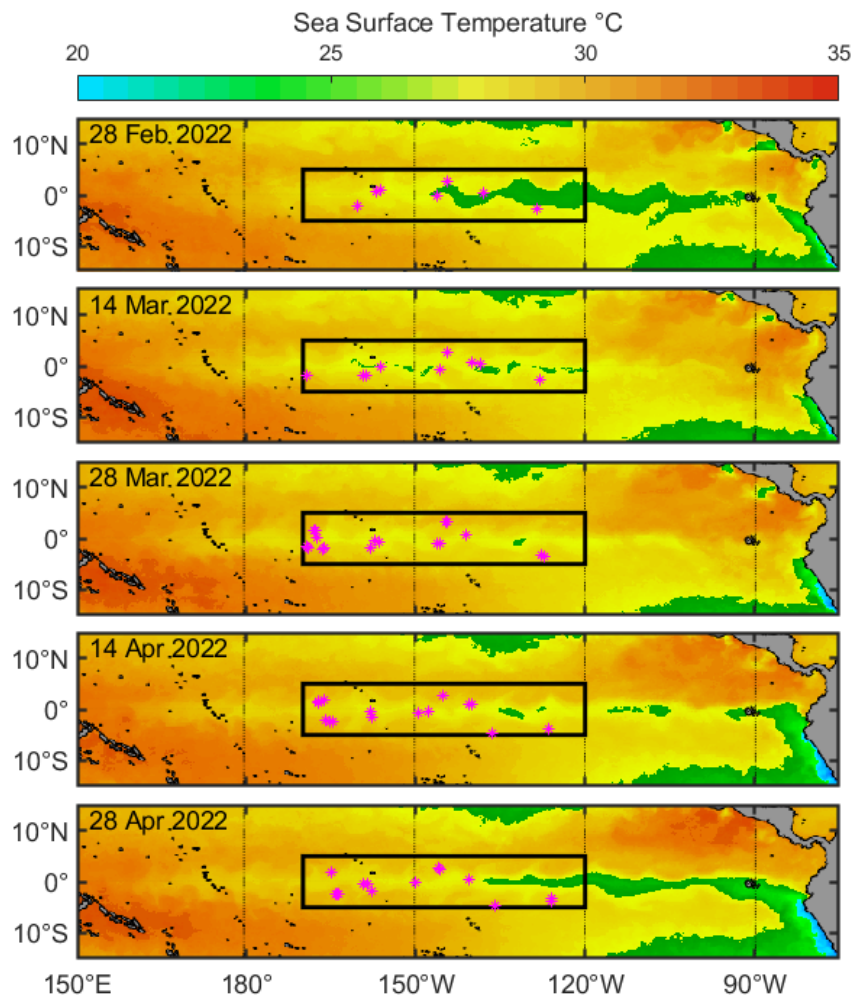 Sea Surface Temperature °C
20 25 30 35
28 Feb.2022
10°N
0°
10°S
14 Mar.2022
10°N
0°
10°S
28 Mar.2022
10°N
0°
10°S
14 Apr.2022
10°N
0°
10°S
28 Apr.2022
10°N
0°
10°S
150°E 180° 150°W 120°W 90°W